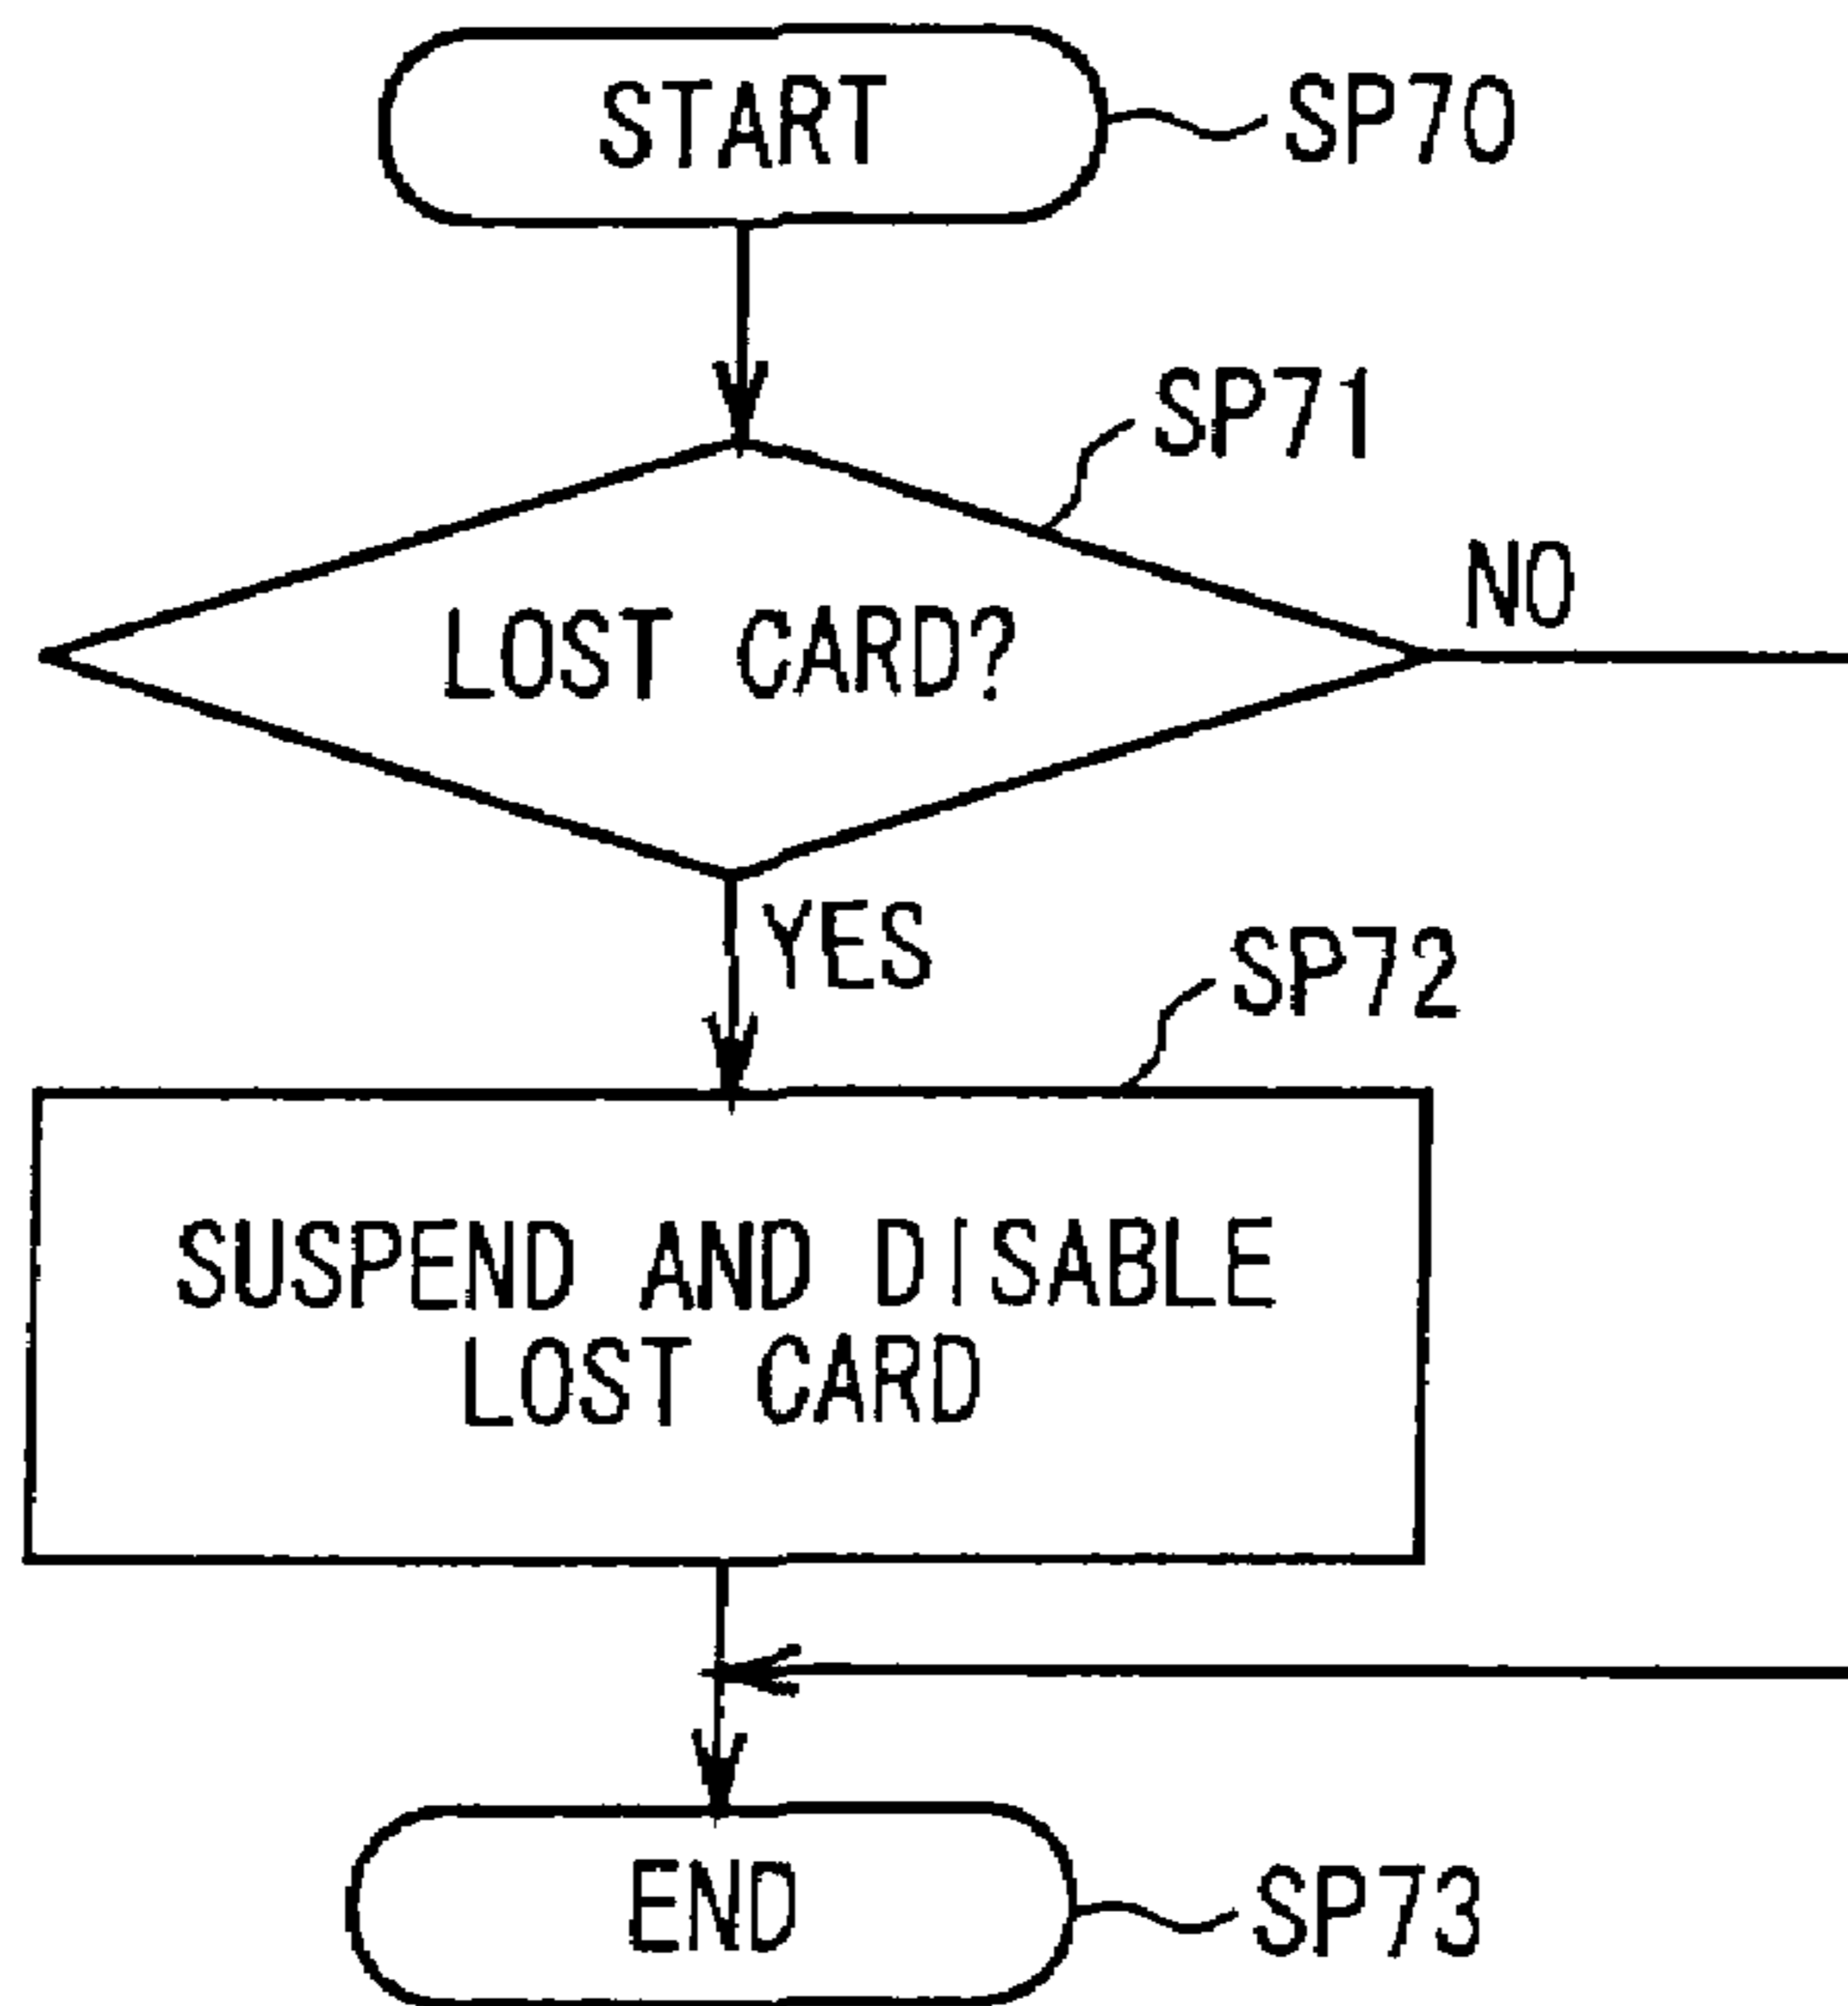 START
SP70
SP71
NO
LOST CARD?
YES
SP72
SUSPEND AND DISABLE
LOST CARD
END
SP73